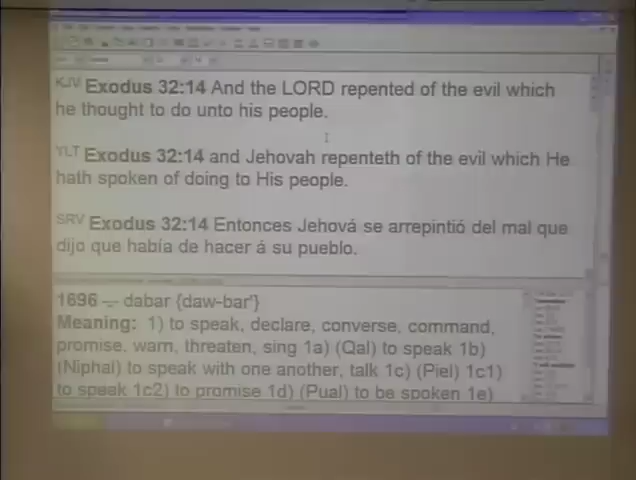 KJV Exodus 32:14 And the LORD repented of the evil which
he thought to do unto his people.
YLT Exodus 32:14 and Jehovah repenteth of the evil which He
hath spoken of doing to His people.
SRV Exodus 32:14 Entonces Jehová se arrepintió del mal que
dijo que había de hacer á su pueblo.
1696 -- dabar {daw-bar'}
Meaning: 1) to speak, declare, converse, command,
promise, warn, threaten, sing 1a) (Qal) to speak 1b)
(Niphal) to speak with one another, talk 1c) (Piel) 1c1)
to speak 1c2) to promise 1d) (Pual) to be spoken 1e)